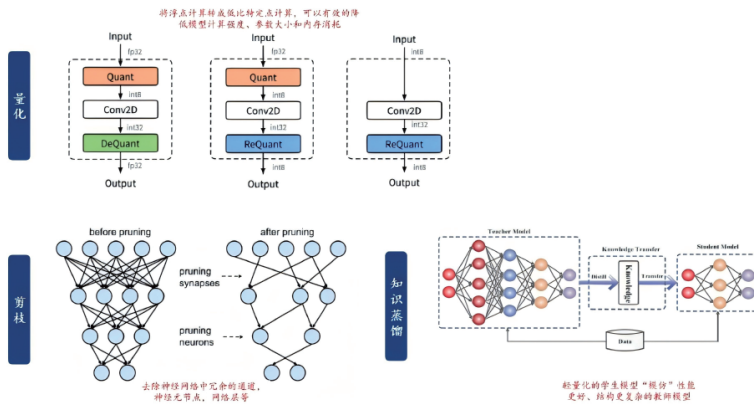 将浮点计算转成低比特定点计算，可以有效的降
低模型计算强度、参数大小和内存消耗
量化
Input
fp32
Quant
int8
Conv2D
int32
DeQuant
fp32
Output
Input
fp32
Quant
int8
Conv2D
int32
ReQuant
int8
Output
Input
int8
Conv2D
int32
ReQuant
int8
Output
剪枝
before pruning
after pruning
pruning
synapses
pruning
neurons
去除神经网络中冗余的通道，
神经元节点，网络层等
知识蒸馏
Teacher Model
Knowledge Transfer
Student Model
Distill
Knowledge
Transfer
Data
轻量化的学生模型“模仿”性能
更好、结构更复杂的教师模型